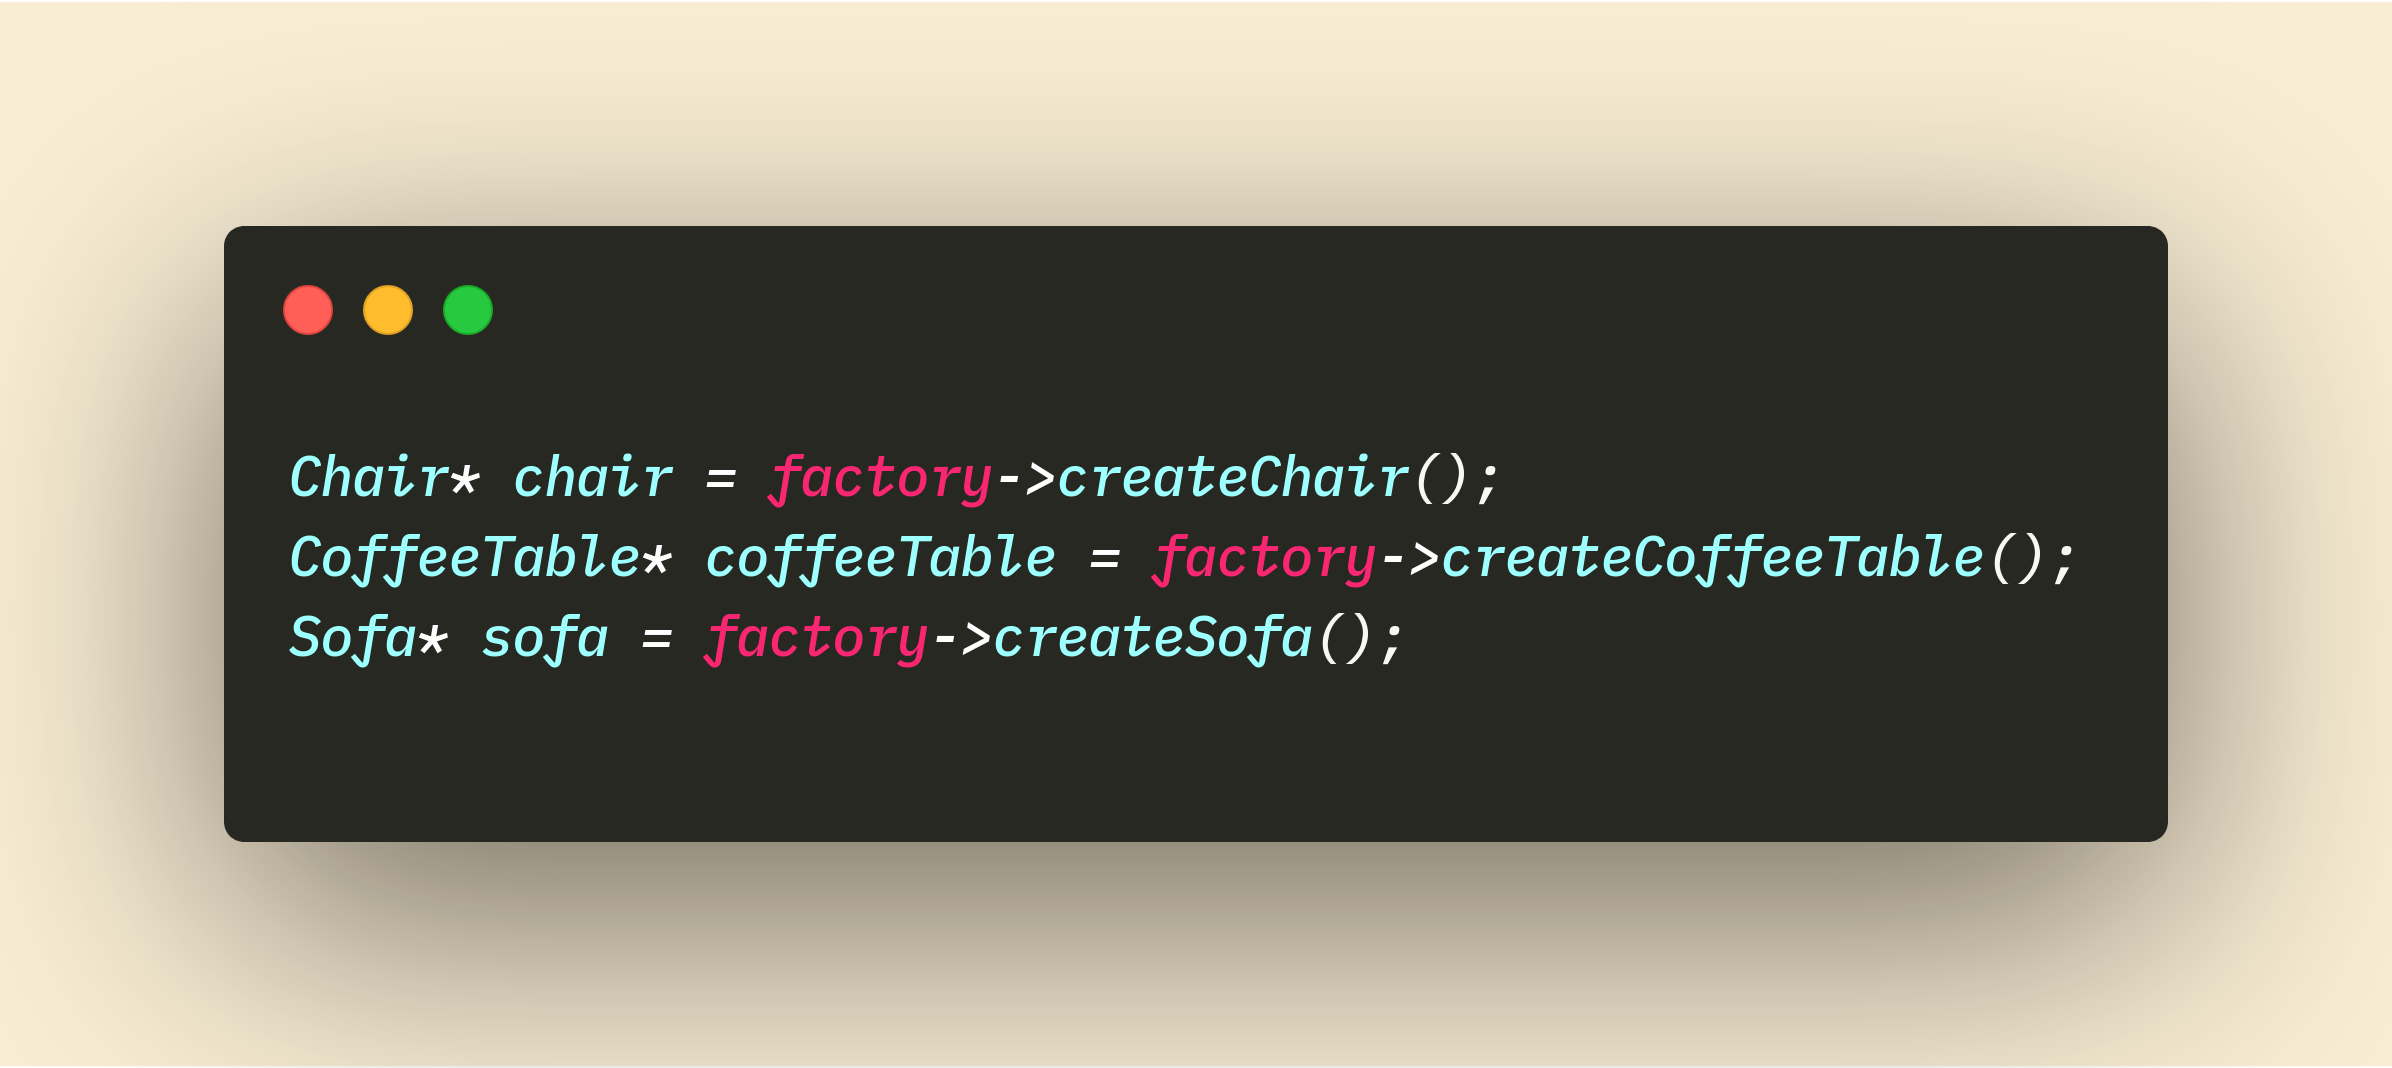 Chair* chair = factory->createChair();
CoffeeTable* coffeeTable = factory->createCoffeeTable();
Sofa* sofa = factory->createSofa();